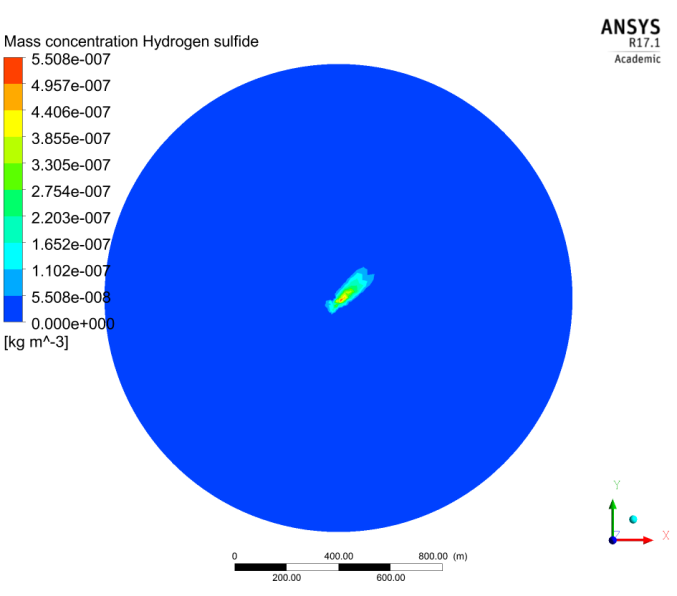 ANSYS
R17.1
Academic
Mass concentration Hydrogen sulfide
5.508e-007
4.957e-007
4.406e-007
3.855e-007
3.305e-007
2.754e-007
2.203e-007
1.652e-007
1.102e-007
5.508e-008
0.000e+000
[kg m^-3]
Y
Z
X
0 400.00 800.00 (m)
200.00 600.00